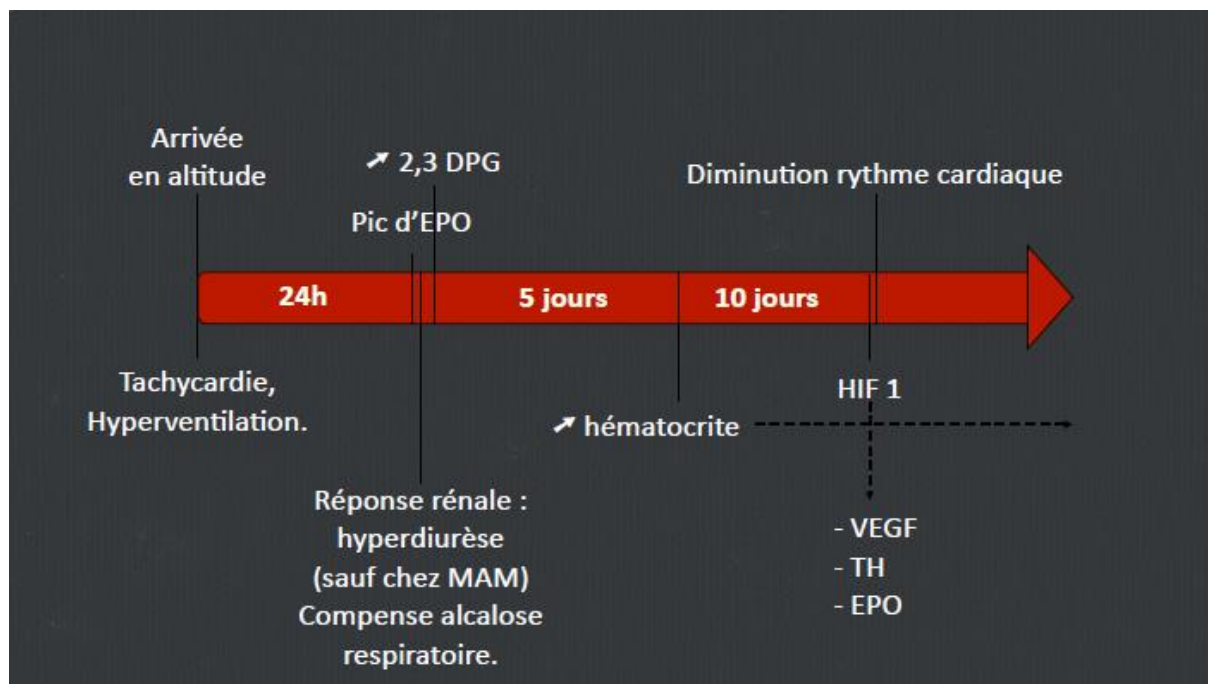 Arrivée
en altitude
➚ 2,3 DPG
Pic d’EPO
Diminution rythme cardiaque
24h
5 jours
10 jours
Tachycardie,
Hyperventilation.
HIF 1
➚ hématocrite
Réponse rénale :
hyperdiurèse
(sauf chez MAM)
Compense alcalose
respiratoire.
- VEGF
- TH
- EPO